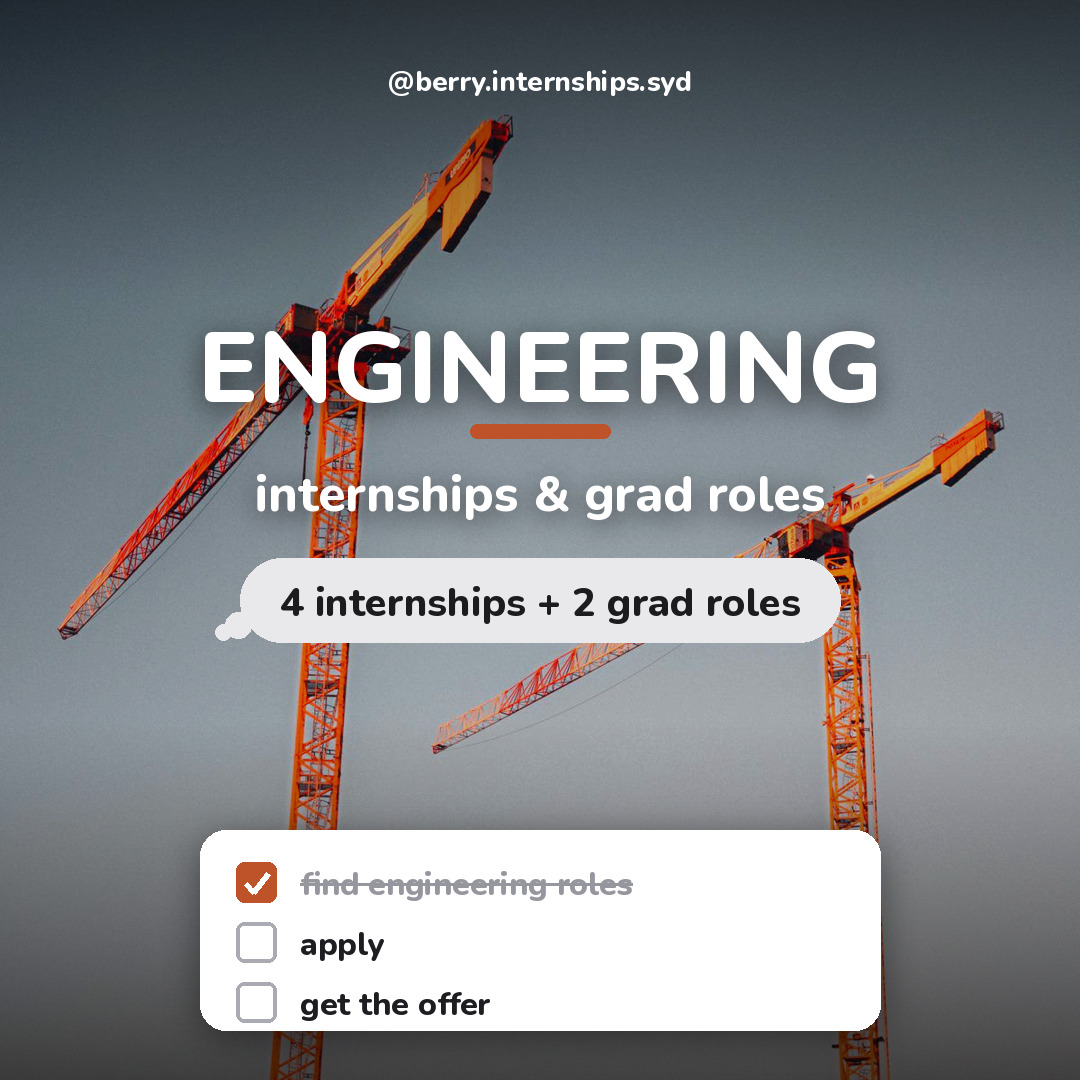 @berry.internships.syd
ENGINEERING
internships & grad roles
4 internships + 2 grad roles
find engineering roles
apply
get the offer